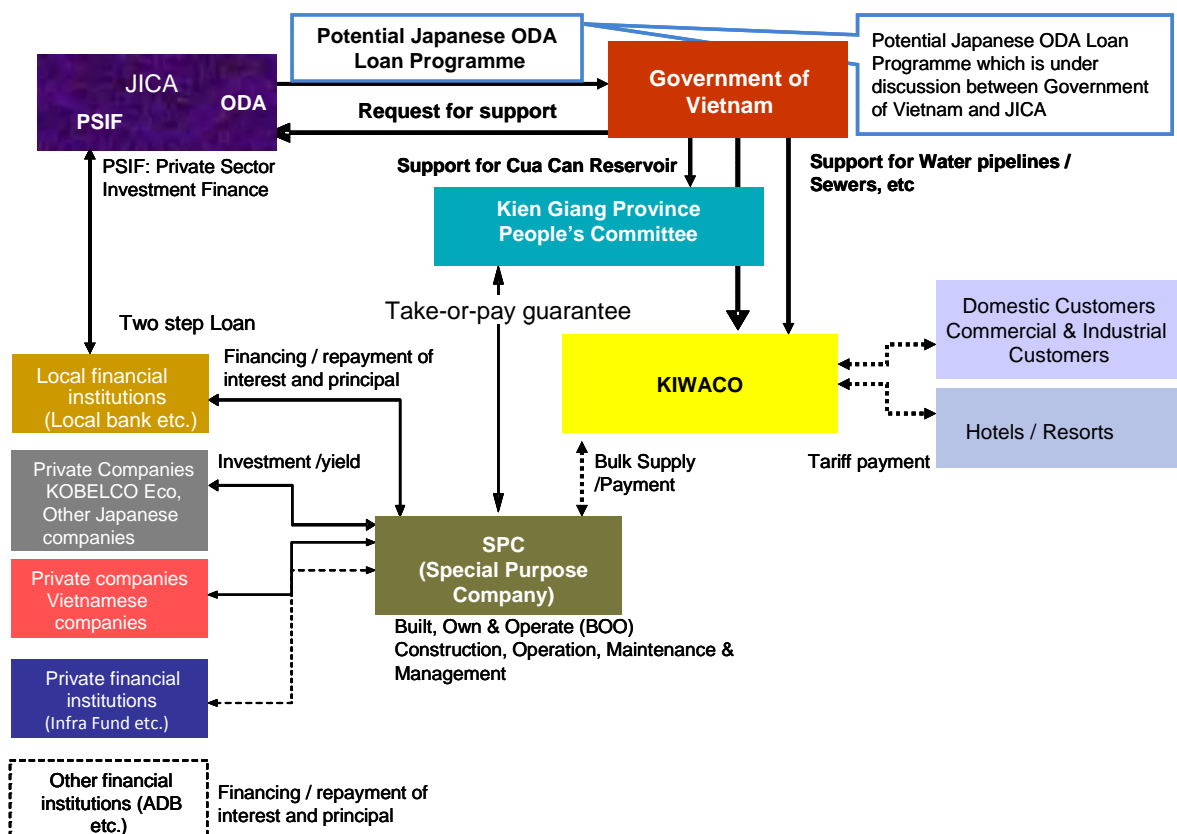 Potential Japanese ODA
Loan Programme
Potential Japanese ODA Loan
Programme which is under
discussion between Government
of Vietnam and JICA
JICA
ODA
PSIF
Government of
Vietnam
Request for support
PSIF: Private Sector
Investment Finance
Support for Cua Can Reservoir
Support for Water pipelines /
Sewers, etc
Kien Giang Province
People's Committee
Take-or-pay guarantee
Two step Loan
Financing / repayment of
interest and principal
Domestic Customers
Commercial & Industrial
Customers
KIWACO
Local financial
institutions
(Local bank etc.)
Hotels / Resorts
Private Companies
KOBELCO Eco,
Other Japanese
companies
Investment /yield
Bulk Supply
/Payment
Tariff payment
SPC
(Special Purpose
Company)
Private companies
Vietnamese
companies
Built, Own & Operate (BOO)
Construction, Operation, Maintenance &
Management
Private financial
institutions
(Infra Fund etc.)
Other financial
institutions (ADB
etc.)
Financing / repayment of
interest and principal